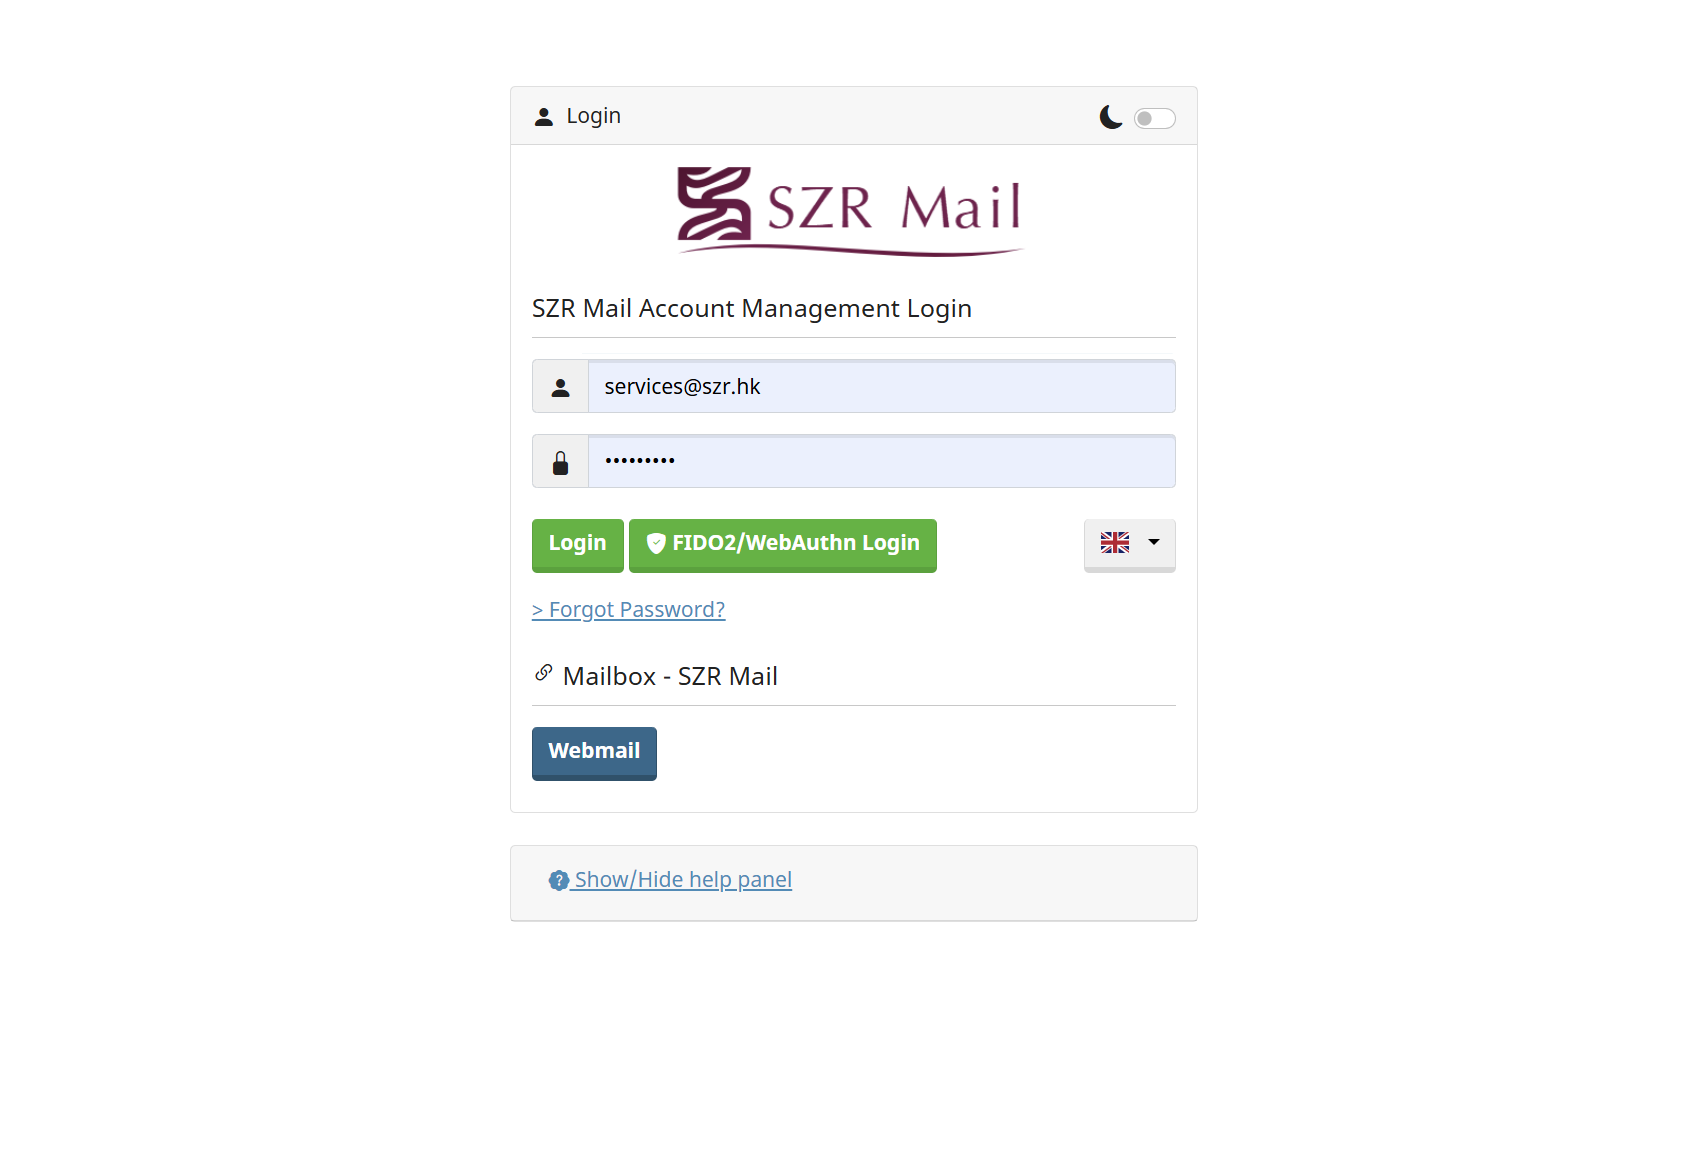 Login
SZR Mail
SZR Mail Account Management Login
services@szr.hk
•••••••••
Login
FIDO2/WebAuthn Login
> Forgot Password?
Mailbox - SZR Mail
Webmail
Show/Hide help panel